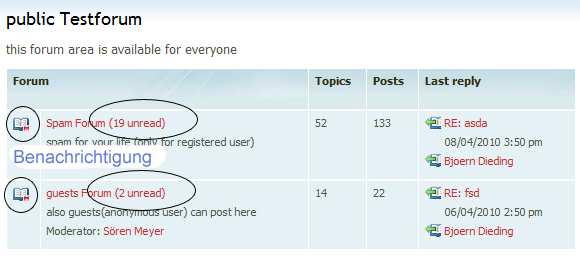 public Testforum
this forum area is available for everyone
Forum Topics Posts Last reply
Spam Forum (19 unread) 52 133 RE: asda
spam for your life (only for registered user) 08/04/2010 3:50 pm
Benachrichtigung Bjoern Dieding
guests Forum (2 unread) 14 22 RE: fsd
also guests(anonymous user) can post here 06/04/2010 2:50 pm
Moderator: Sören Meyer Bjoern Dieding